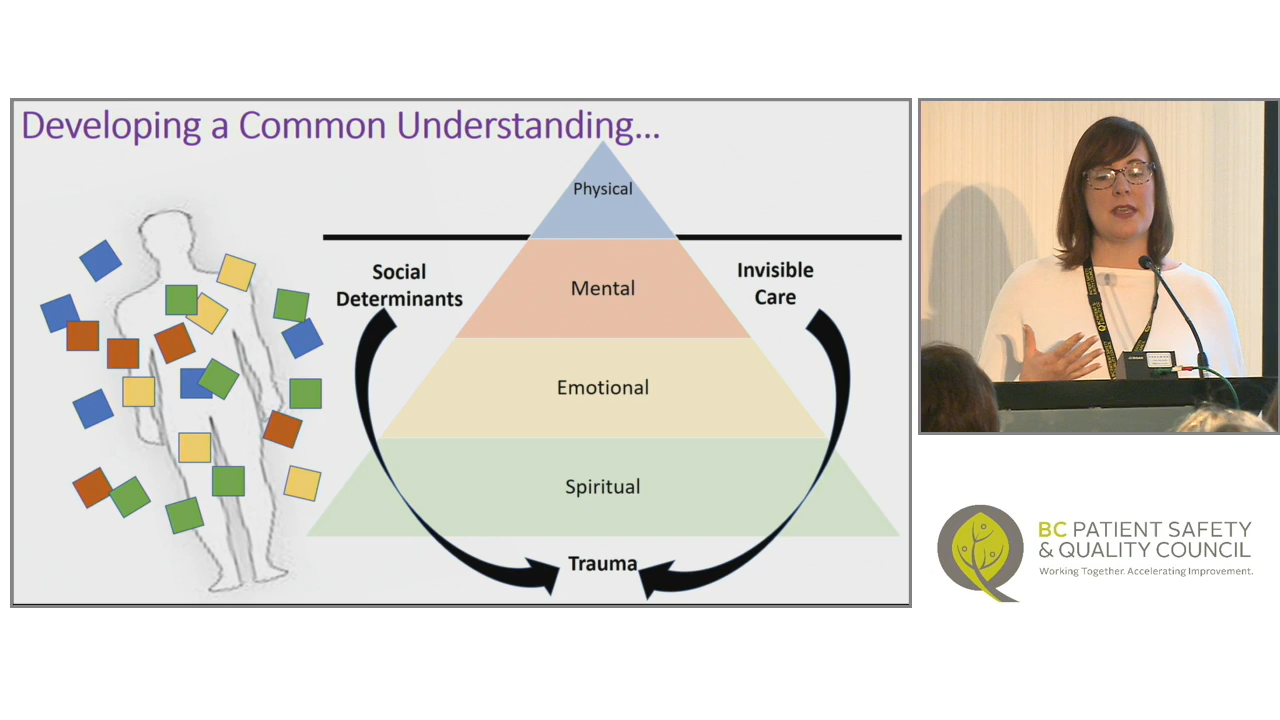 Developing a Common Understanding...
Physical
Social
Determinants
Invisible
Care
Mental
Emotional
Spiritual
Trauma
BC PATIENT SAFETY
& QUALITY COUNCIL
Working Together. Accelerating Improvement.